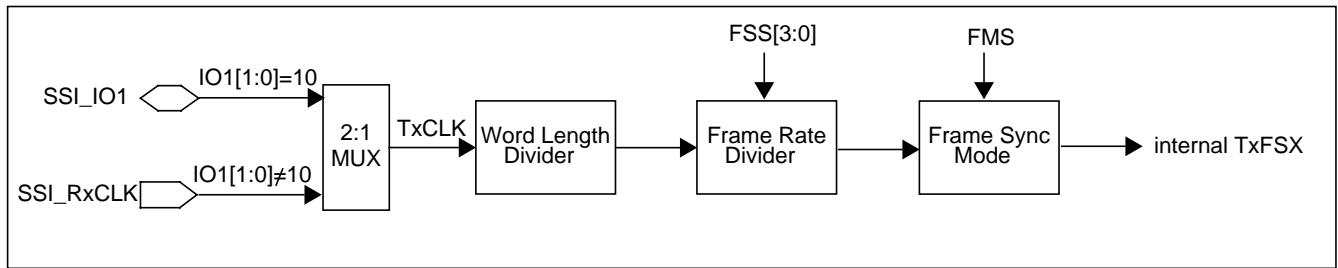 FSS[3:0]
FMS
IO1[1:0]=10
SSI_IO1
2:1
MUX
TxCLK
Word Length
Divider
Frame Rate
Divider
Frame Sync
Mode
internal TxFSX
IO1[1:0]≠10
SSI_RxCLK